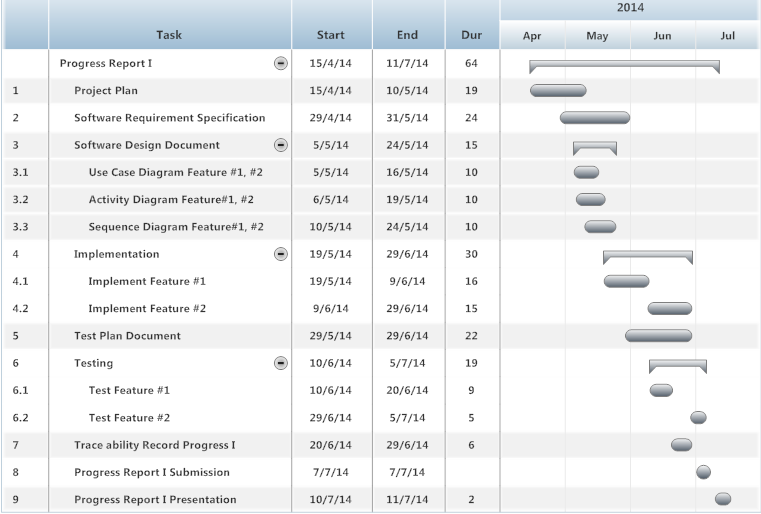 2014
Task Start End Dur Apr May Jun Jul
Progress Report I 15/4/14 11/7/14 64
1 Project Plan 15/4/14 10/5/14 19
2 Software Requirement Specification 29/4/14 31/5/14 24
3 Software Design Document 5/5/14 24/5/14 15
3.1 Use Case Diagram Feature #1, #2 5/5/14 16/5/14 10
3.2 Activity Diagram Feature#1, #2 6/5/14 19/5/14 10
3.3 Sequence Diagram Feature#1, #2 10/5/14 24/5/14 10
4 Implementation 19/5/14 29/6/14 30
4.1 Implement Feature #1 19/5/14 9/6/14 16
4.2 Implement Feature #2 9/6/14 29/6/14 15
5 Test Plan Document 29/5/14 29/6/14 22
6 Testing 10/6/14 5/7/14 19
6.1 Test Feature #1 10/6/14 20/6/14 9
6.2 Test Feature #2 29/6/14 5/7/14 5
7 Trace ability Record Progress I 20/6/14 29/6/14 6
8 Progress Report I Submission 7/7/14 7/7/14
9 Progress Report I Presentation 10/7/14 11/7/14 2